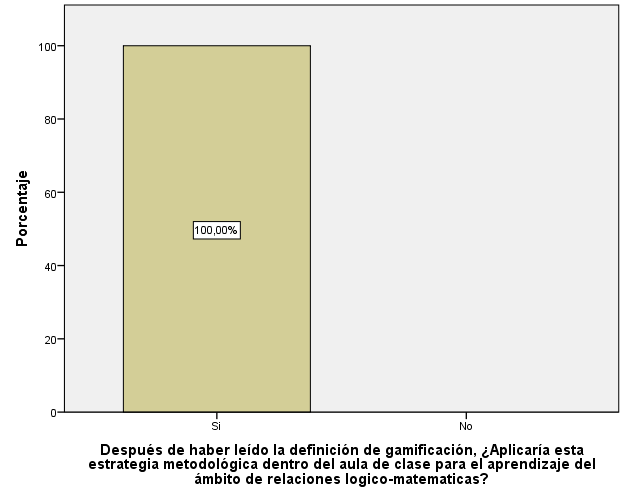 Porcentaje
100
80
60
40
20
0
100,00%
Si
No
Después de haber leído la definición de gamificación, ¿Aplicaría esta
estrategia metodológica dentro del aula de clase para el aprendizaje del
ámbito de relaciones logico-matematicas?